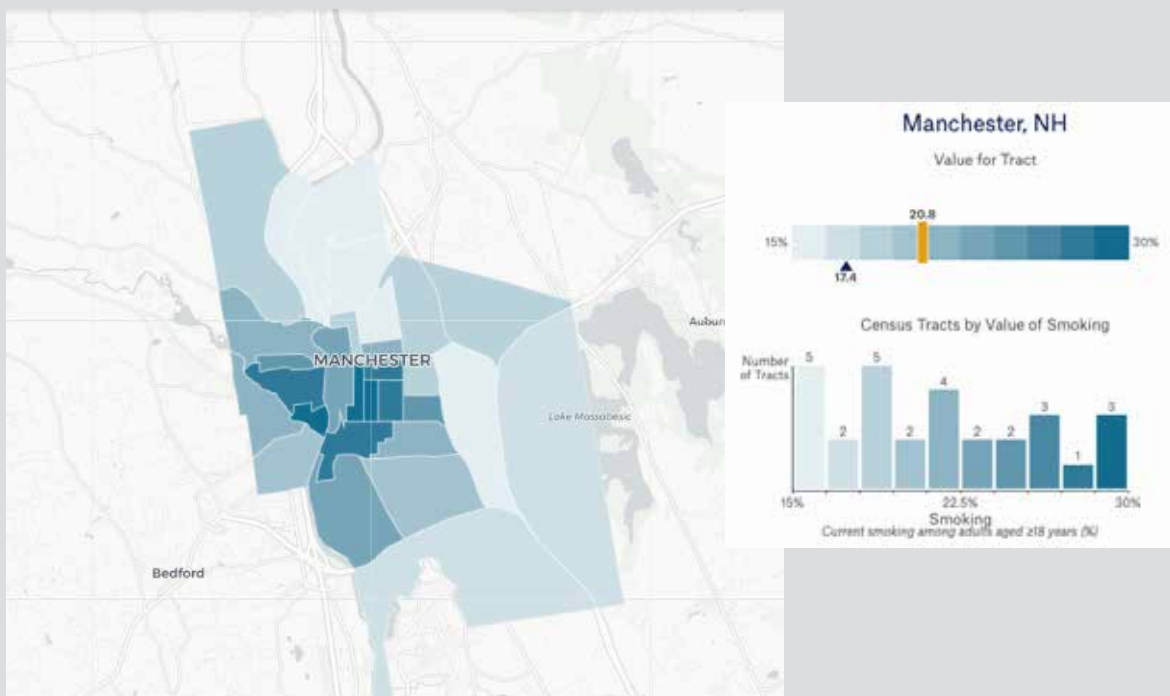 MANCHESTER
Auburn
Lake Massabesic
Bedford
Manchester, NH
Value for Tract
20.8
15%
30%
17.4
Census Tracts by Value of Smoking
Number
of Tracts
5
2
5
2
4
2
2
3
1
3
15%
22.5%
30%
Smoking
Current smoking among adults aged ≥18 years (%)